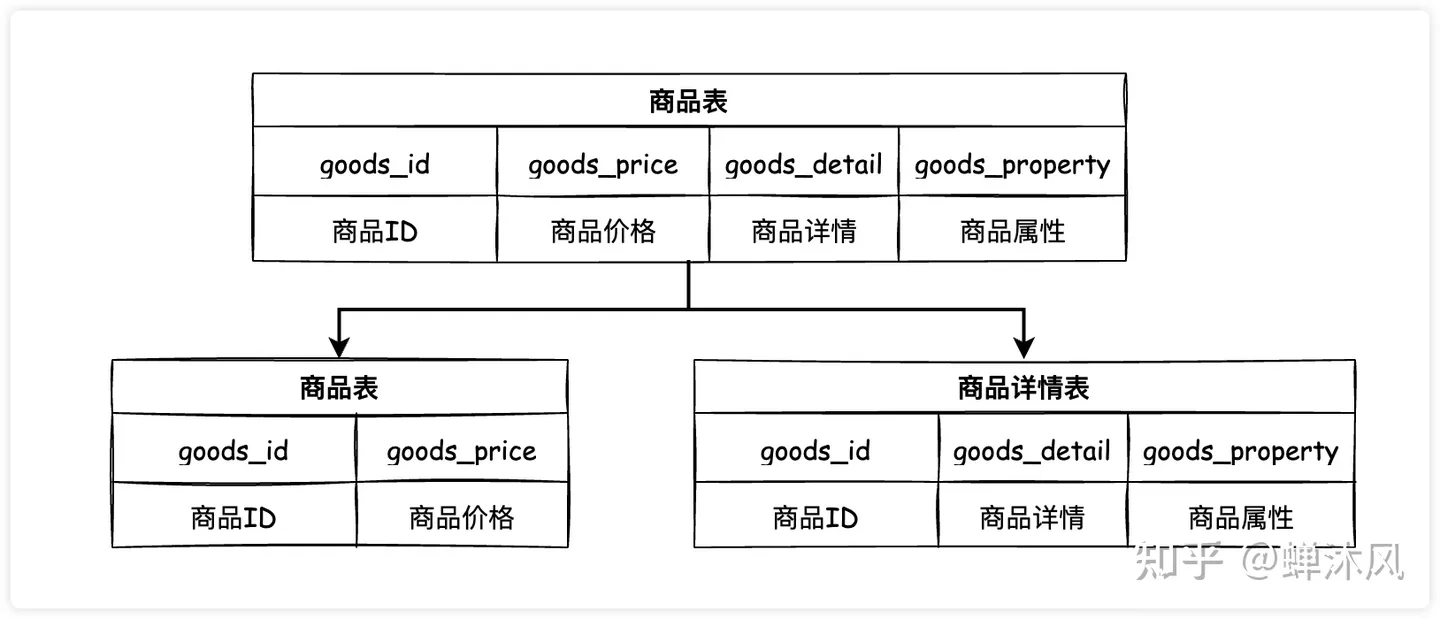 商品表
goods_id goods_price goods_detail goods_property
商品ID 商品价格 商品详情 商品属性
商品表
goods_id goods_price
商品ID 商品价格
商品详情表
goods_id goods_detail goods_property
商品ID 商品详情 商品属性
知乎 @蝉沐风